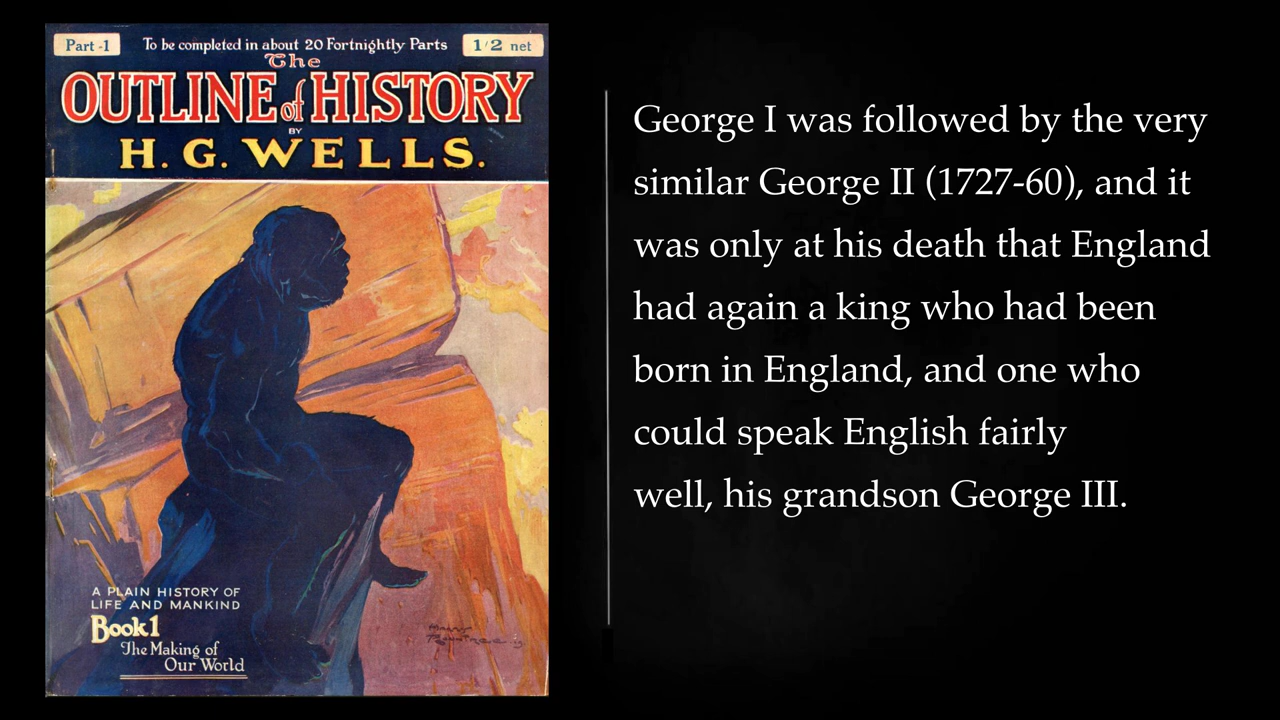 Part -1
To be completed in about 20 Fortnightly Parts
1/2 net
The
OUTLINE of HISTORY
BY
H. G. WELLS.
A PLAIN HISTORY OF
LIFE AND MANKIND
Book 1
The Making of
Our World
George I was followed by the very
similar George II (1727-60), and it
was only at his death that England
had again a king who had been
born in England, and one who
could speak English fairly
well, his grandson George III.